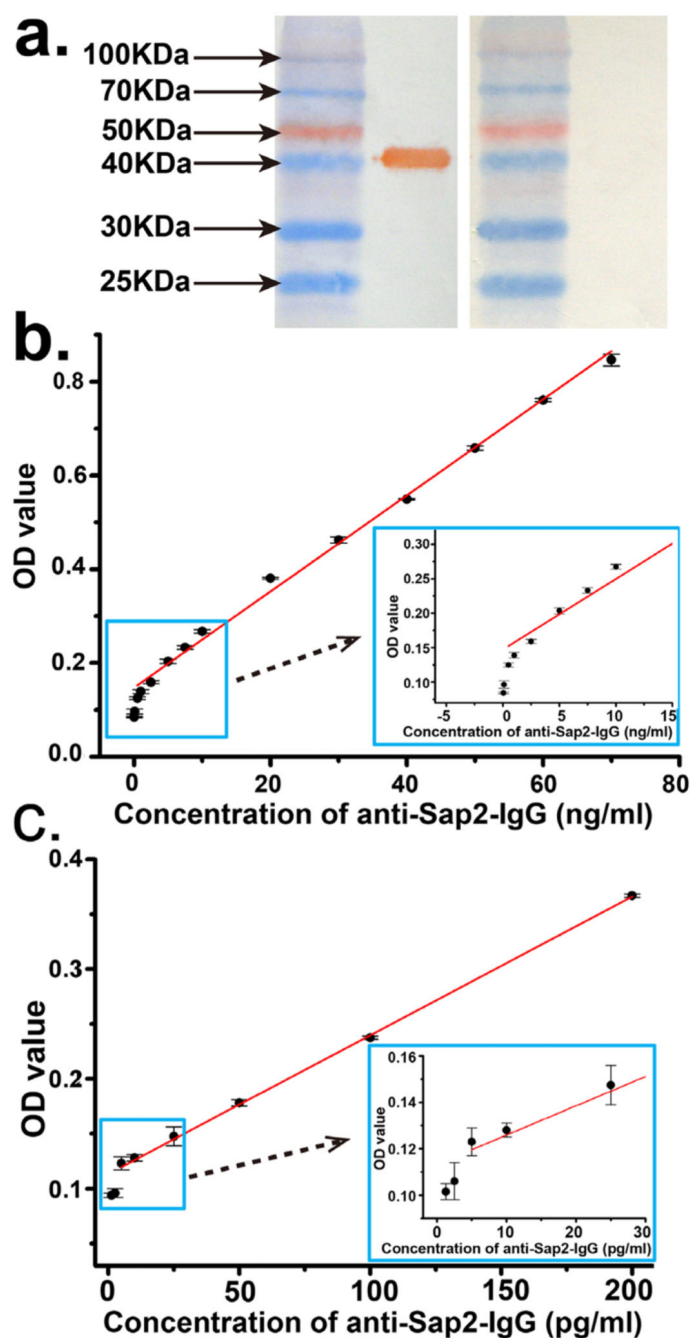 a.
100KDa
70KDa
50KDa
40KDa
30KDa
25KDa
b.
0.8
0.6
0.4
0.2
0.0
OD value
0 20 40 60 80
Concentration of anti-Sap2-IgG (ng/ml)
0.30
0.25
0.20
0.15
0.10
OD value
-5 0 5 10 15
Concentration of anti-Sap2-IgG (ng/ml)
C.
0.4
0.3
0.2
0.1
OD value
0 50 100 150 200
Concentration of anti-Sap2-IgG (pg/ml)
0.16
0.14
0.12
0.10
OD value
0 10 20 30
Concentration of anti-Sap2-IgG (pg/ml)